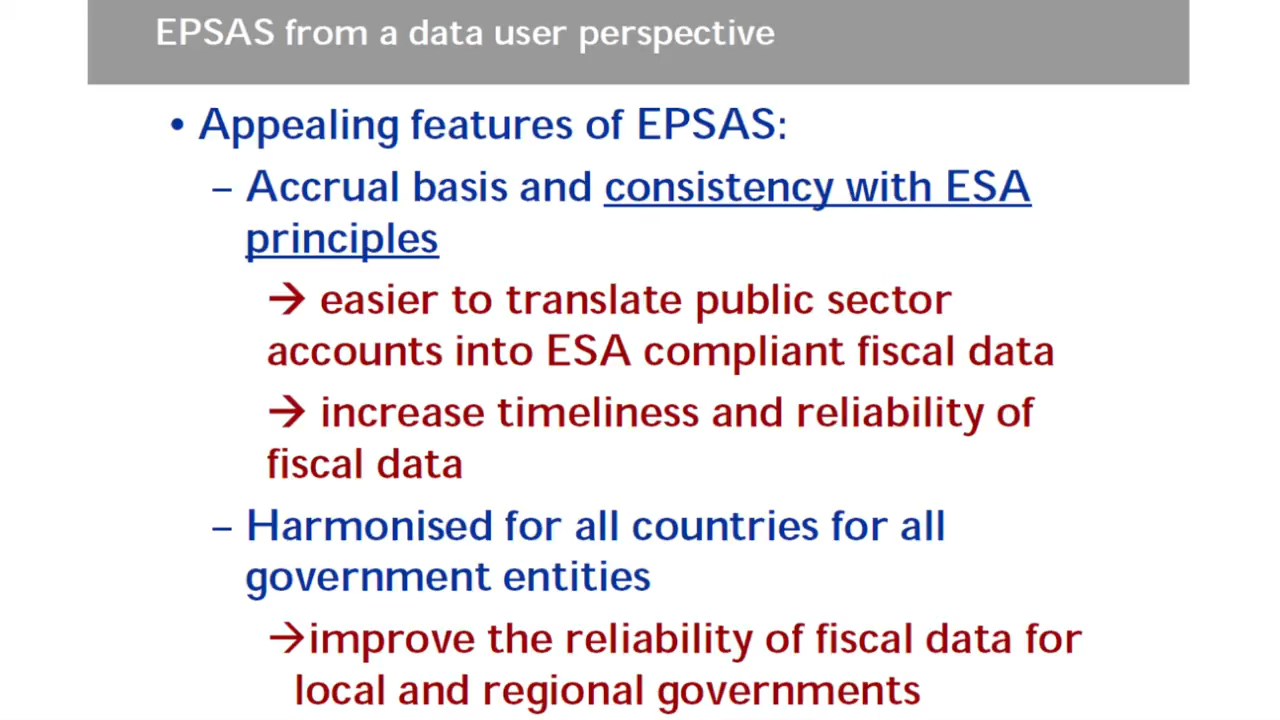 EPSAS from a data user perspective
• Appealing features of EPSAS:
– Accrual basis and consistency with ESA
principles
→ easier to translate public sector
accounts into ESA compliant fiscal data
→ increase timeliness and reliability of
fiscal data
– Harmonised for all countries for all
government entities
→improve the reliability of fiscal data for
local and regional governments